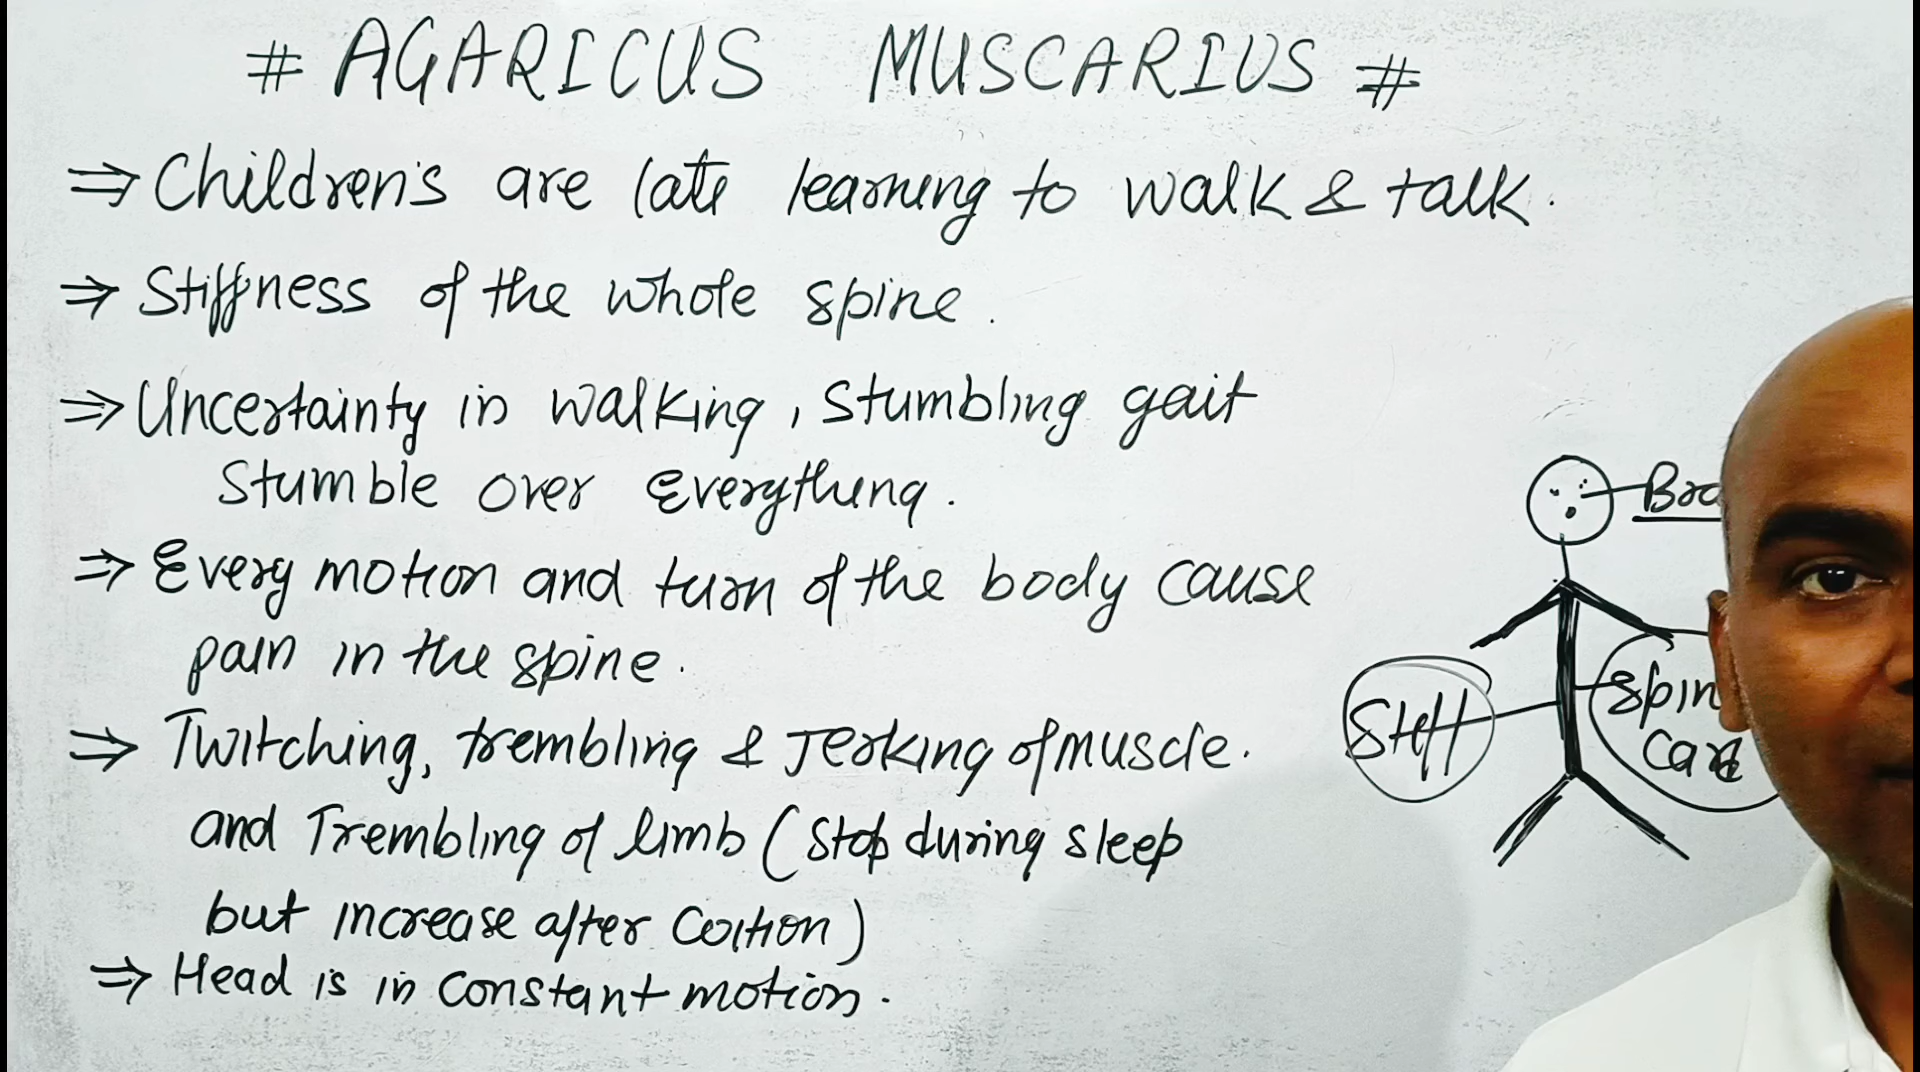 # AGARICUS MUSCARIUS #
⇒ Children's are late learning to walk & talk.
⇒ Stiffness of the whole spine.
⇒ Uncertainty in walking, stumbling gait
stumble over Everything.
⇒ Every motion and turn of the body cause
pain in the spine.
⇒ Twitching, trembling & Jerking of muscle.
and Trembling of limb (stop during sleep
but increase after coition)
⇒ Head is in constant motion.
Stiff
Spin